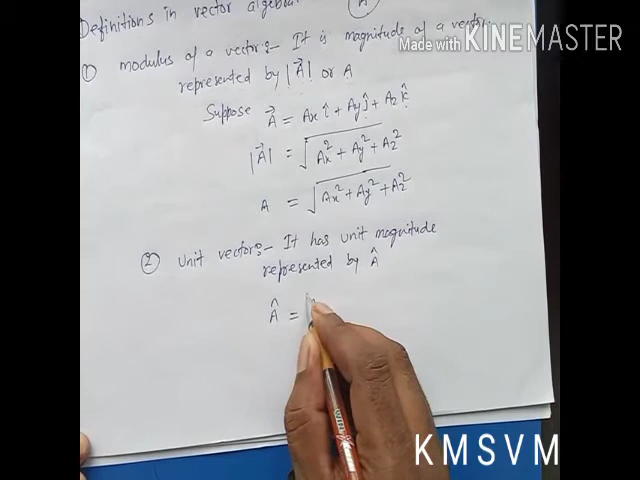 Definitions in vector algebra
Made with KINEMASTER
① modulus of a vector:- It is magnitude of a vector
represented by |A⃗| or A
Suppose A⃗ = Ax î + Ay ĵ + Az k̂
|A⃗| = √(Ax² + Ay² + Az²)
A = √(Ax² + Ay² + Az²)
② Unit vector:- It has unit magnitude
represented by Â
Â =
KMSVM